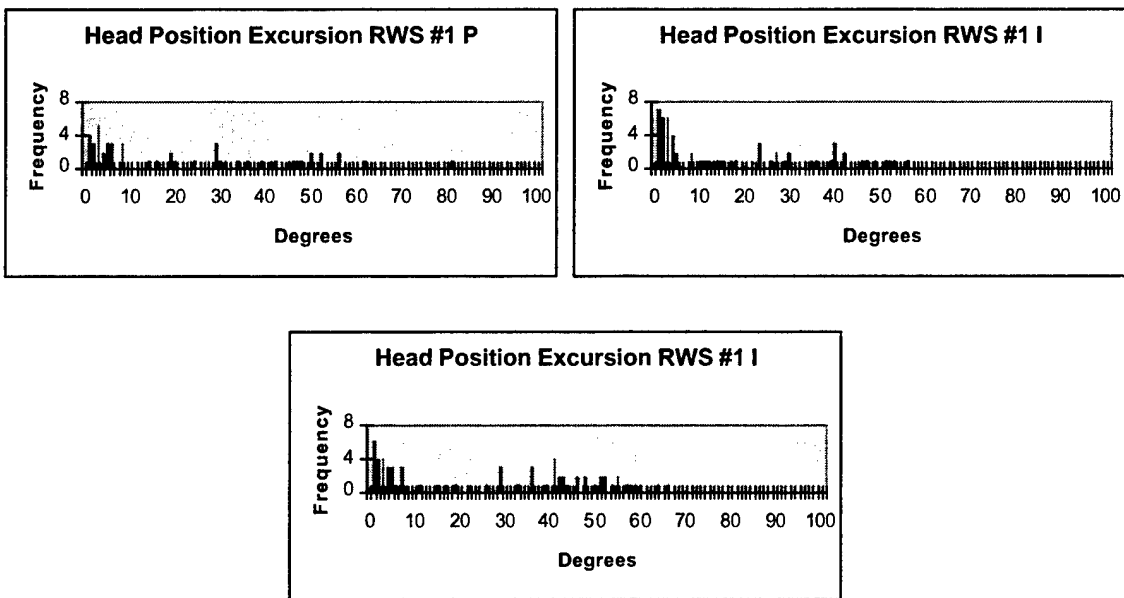 Head Position Excursion RWS #1 P
Frequency
8
4
0
0 10 20 30 40 50 60 70 80 90 100
Degrees
Head Position Excursion RWS #1 I
Frequency
8
4
0
0 10 20 30 40 50 60 70 80 90 100
Degrees
Head Position Excursion RWS #1 I
Frequency
8
4
0
0 10 20 30 40 50 60 70 80 90 100
Degrees